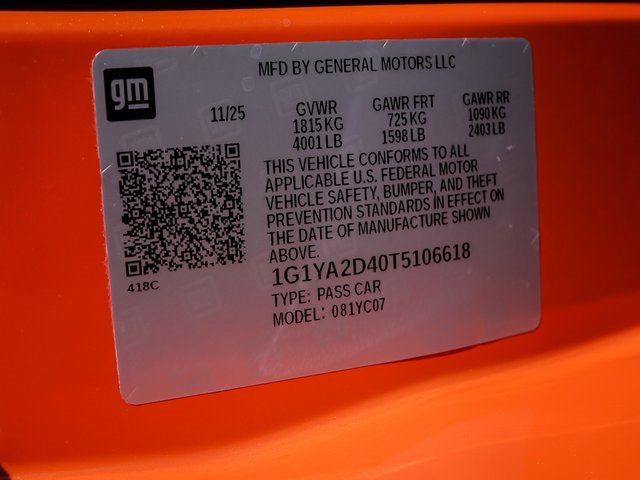 MFD BY GENERAL MOTORS LLC
gm
11/25
GVWR GAWR FRT GAWR RR
1815 KG 725 KG 1090 KG
4001 LB 1598 LB 2403 LB
THIS VEHICLE CONFORMS TO ALL
APPLICABLE U.S. FEDERAL MOTOR
VEHICLE SAFETY, BUMPER, AND THEFT
PREVENTION STANDARDS IN EFFECT ON
THE DATE OF MANUFACTURE SHOWN
ABOVE.
1G1YA2D40T5106618
TYPE: PASS CAR
MODEL: 081YC07
418C